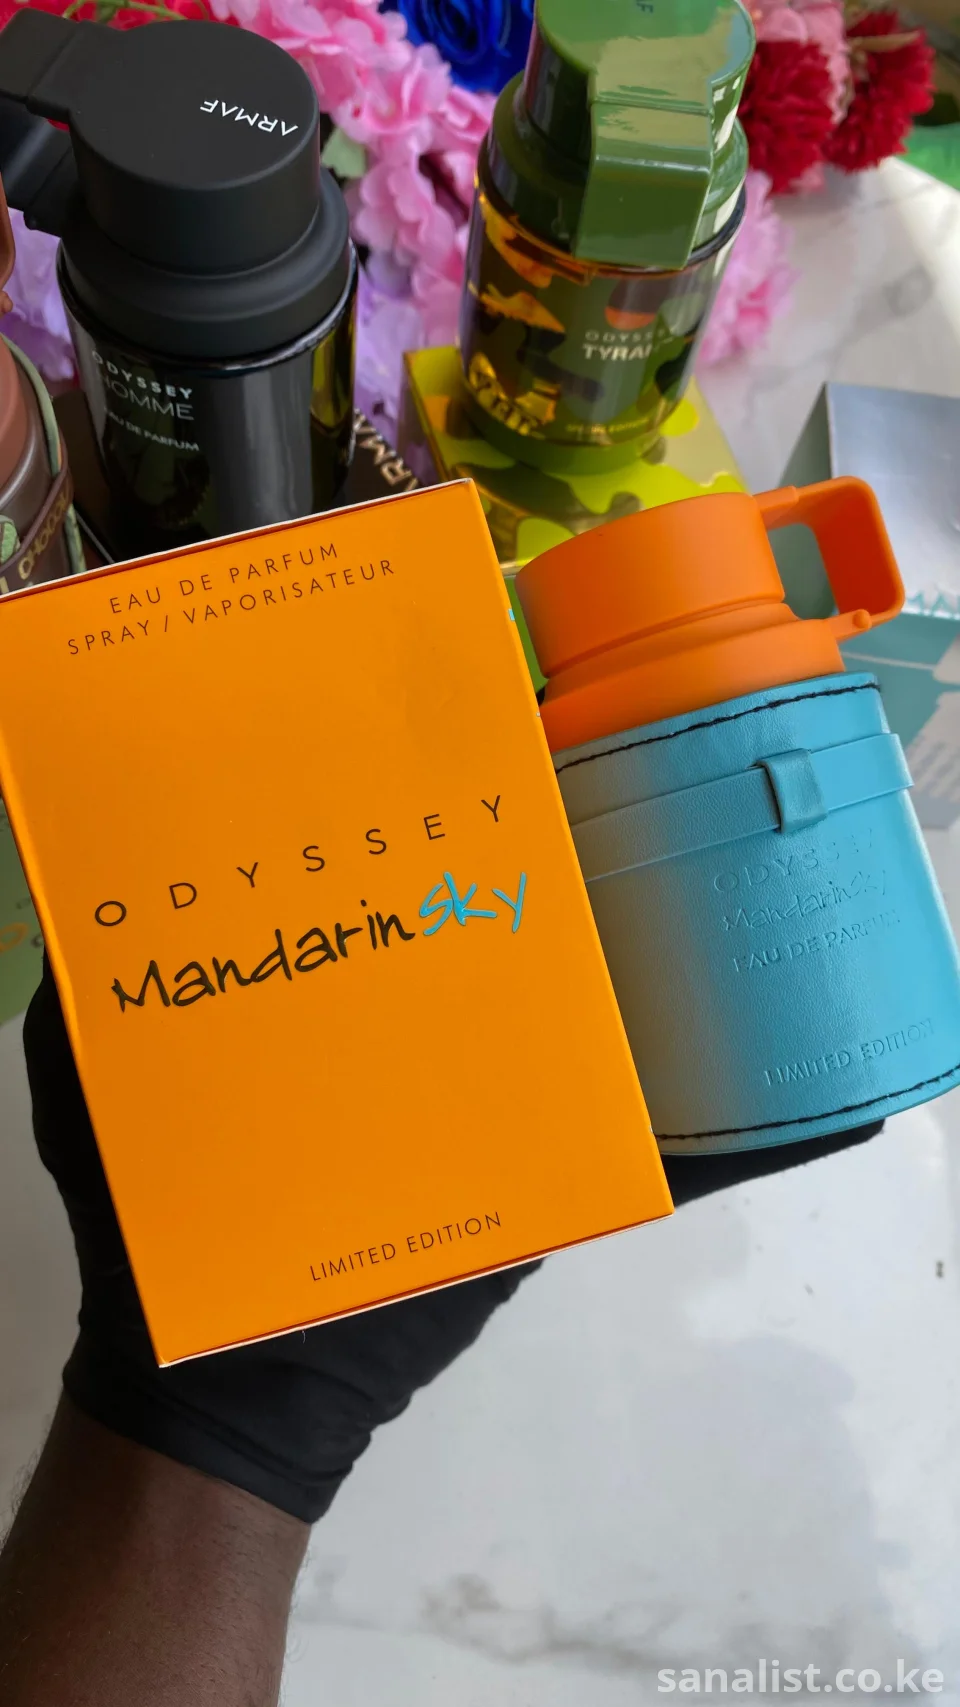 ARMAF
ODYSSEY
HOMME
EAU DE PARFUM
ARMAF
ODYSSEY
EAU DE PARFUM
SPRAY / VAPORISATEUR
ODYSSEY
Mandarin Sky
LIMITED EDITION
ODYSSEY
Mandarin Sky
EAU DE PARFUM
LIMITED EDITION
sanalist.co.ke